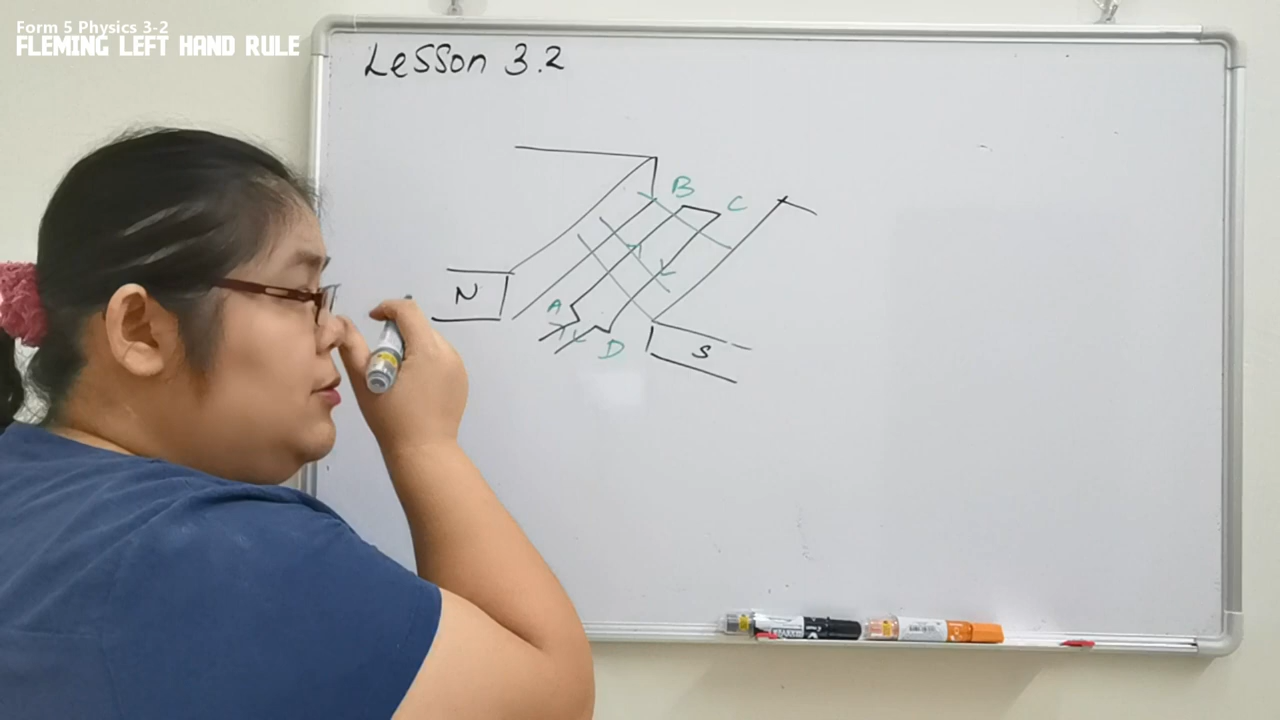 Form 5 Physics 3-2
FLEMING LEFT HAND RULE
Lesson 3.2
B
C
N
A
D
S